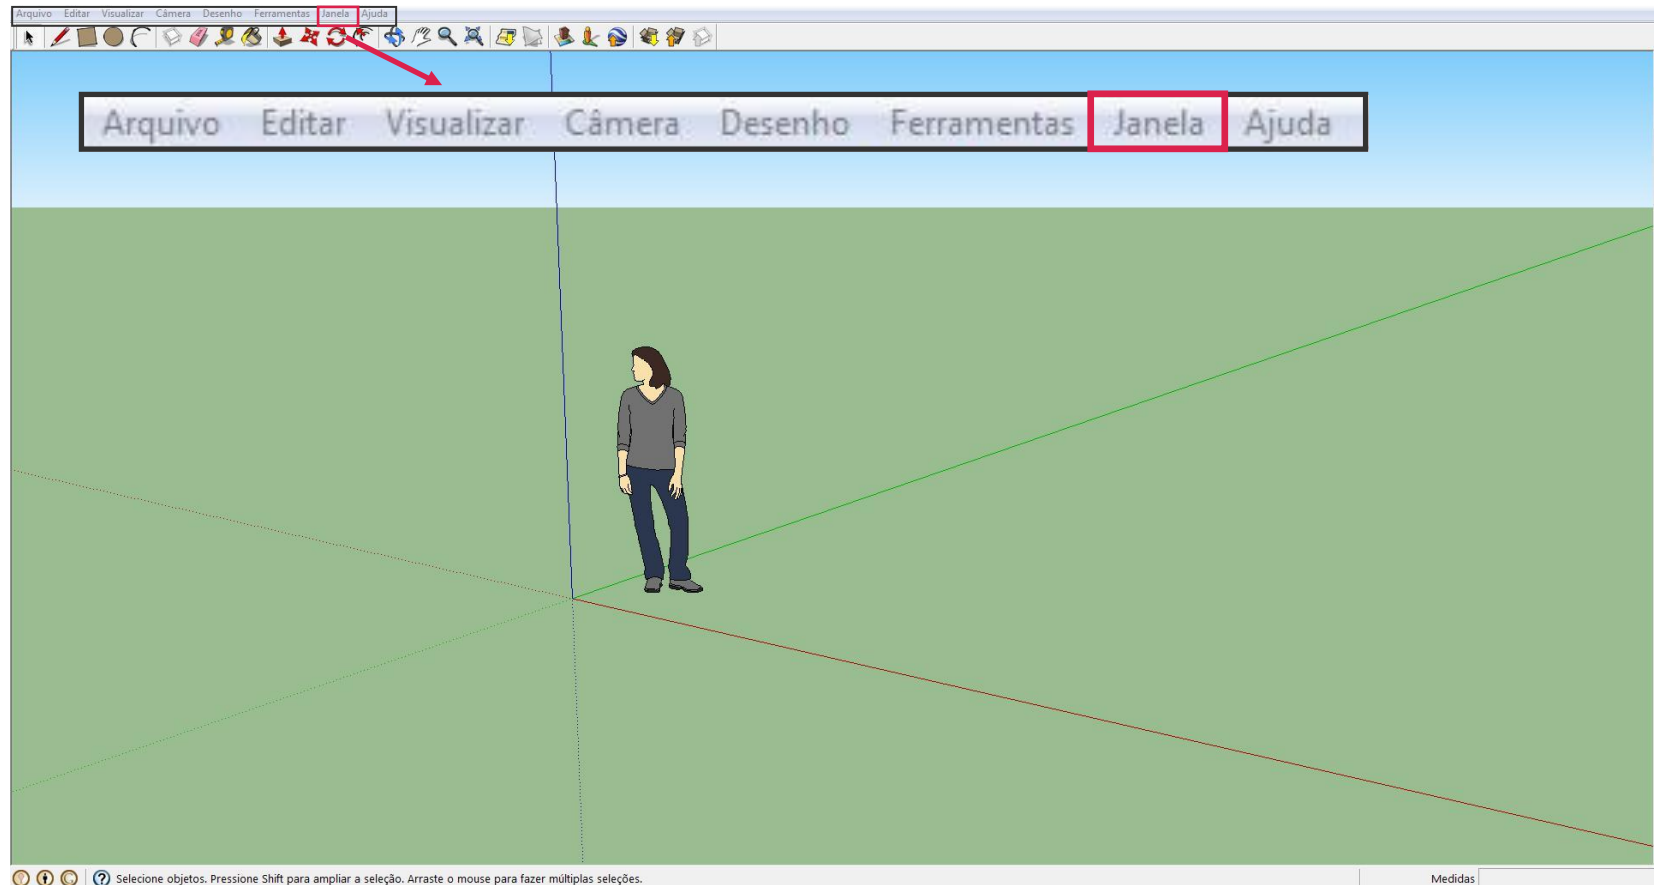 Arquivo Editar Visualizar Câmera Desenho Ferramentas Janela Ajuda
Arquivo Editar Visualizar Câmera Desenho Ferramentas Janela Ajuda
Selecione objetos. Pressione Shift para ampliar a seleção. Arraste o mouse para fazer múltiplas seleções.
Medidas